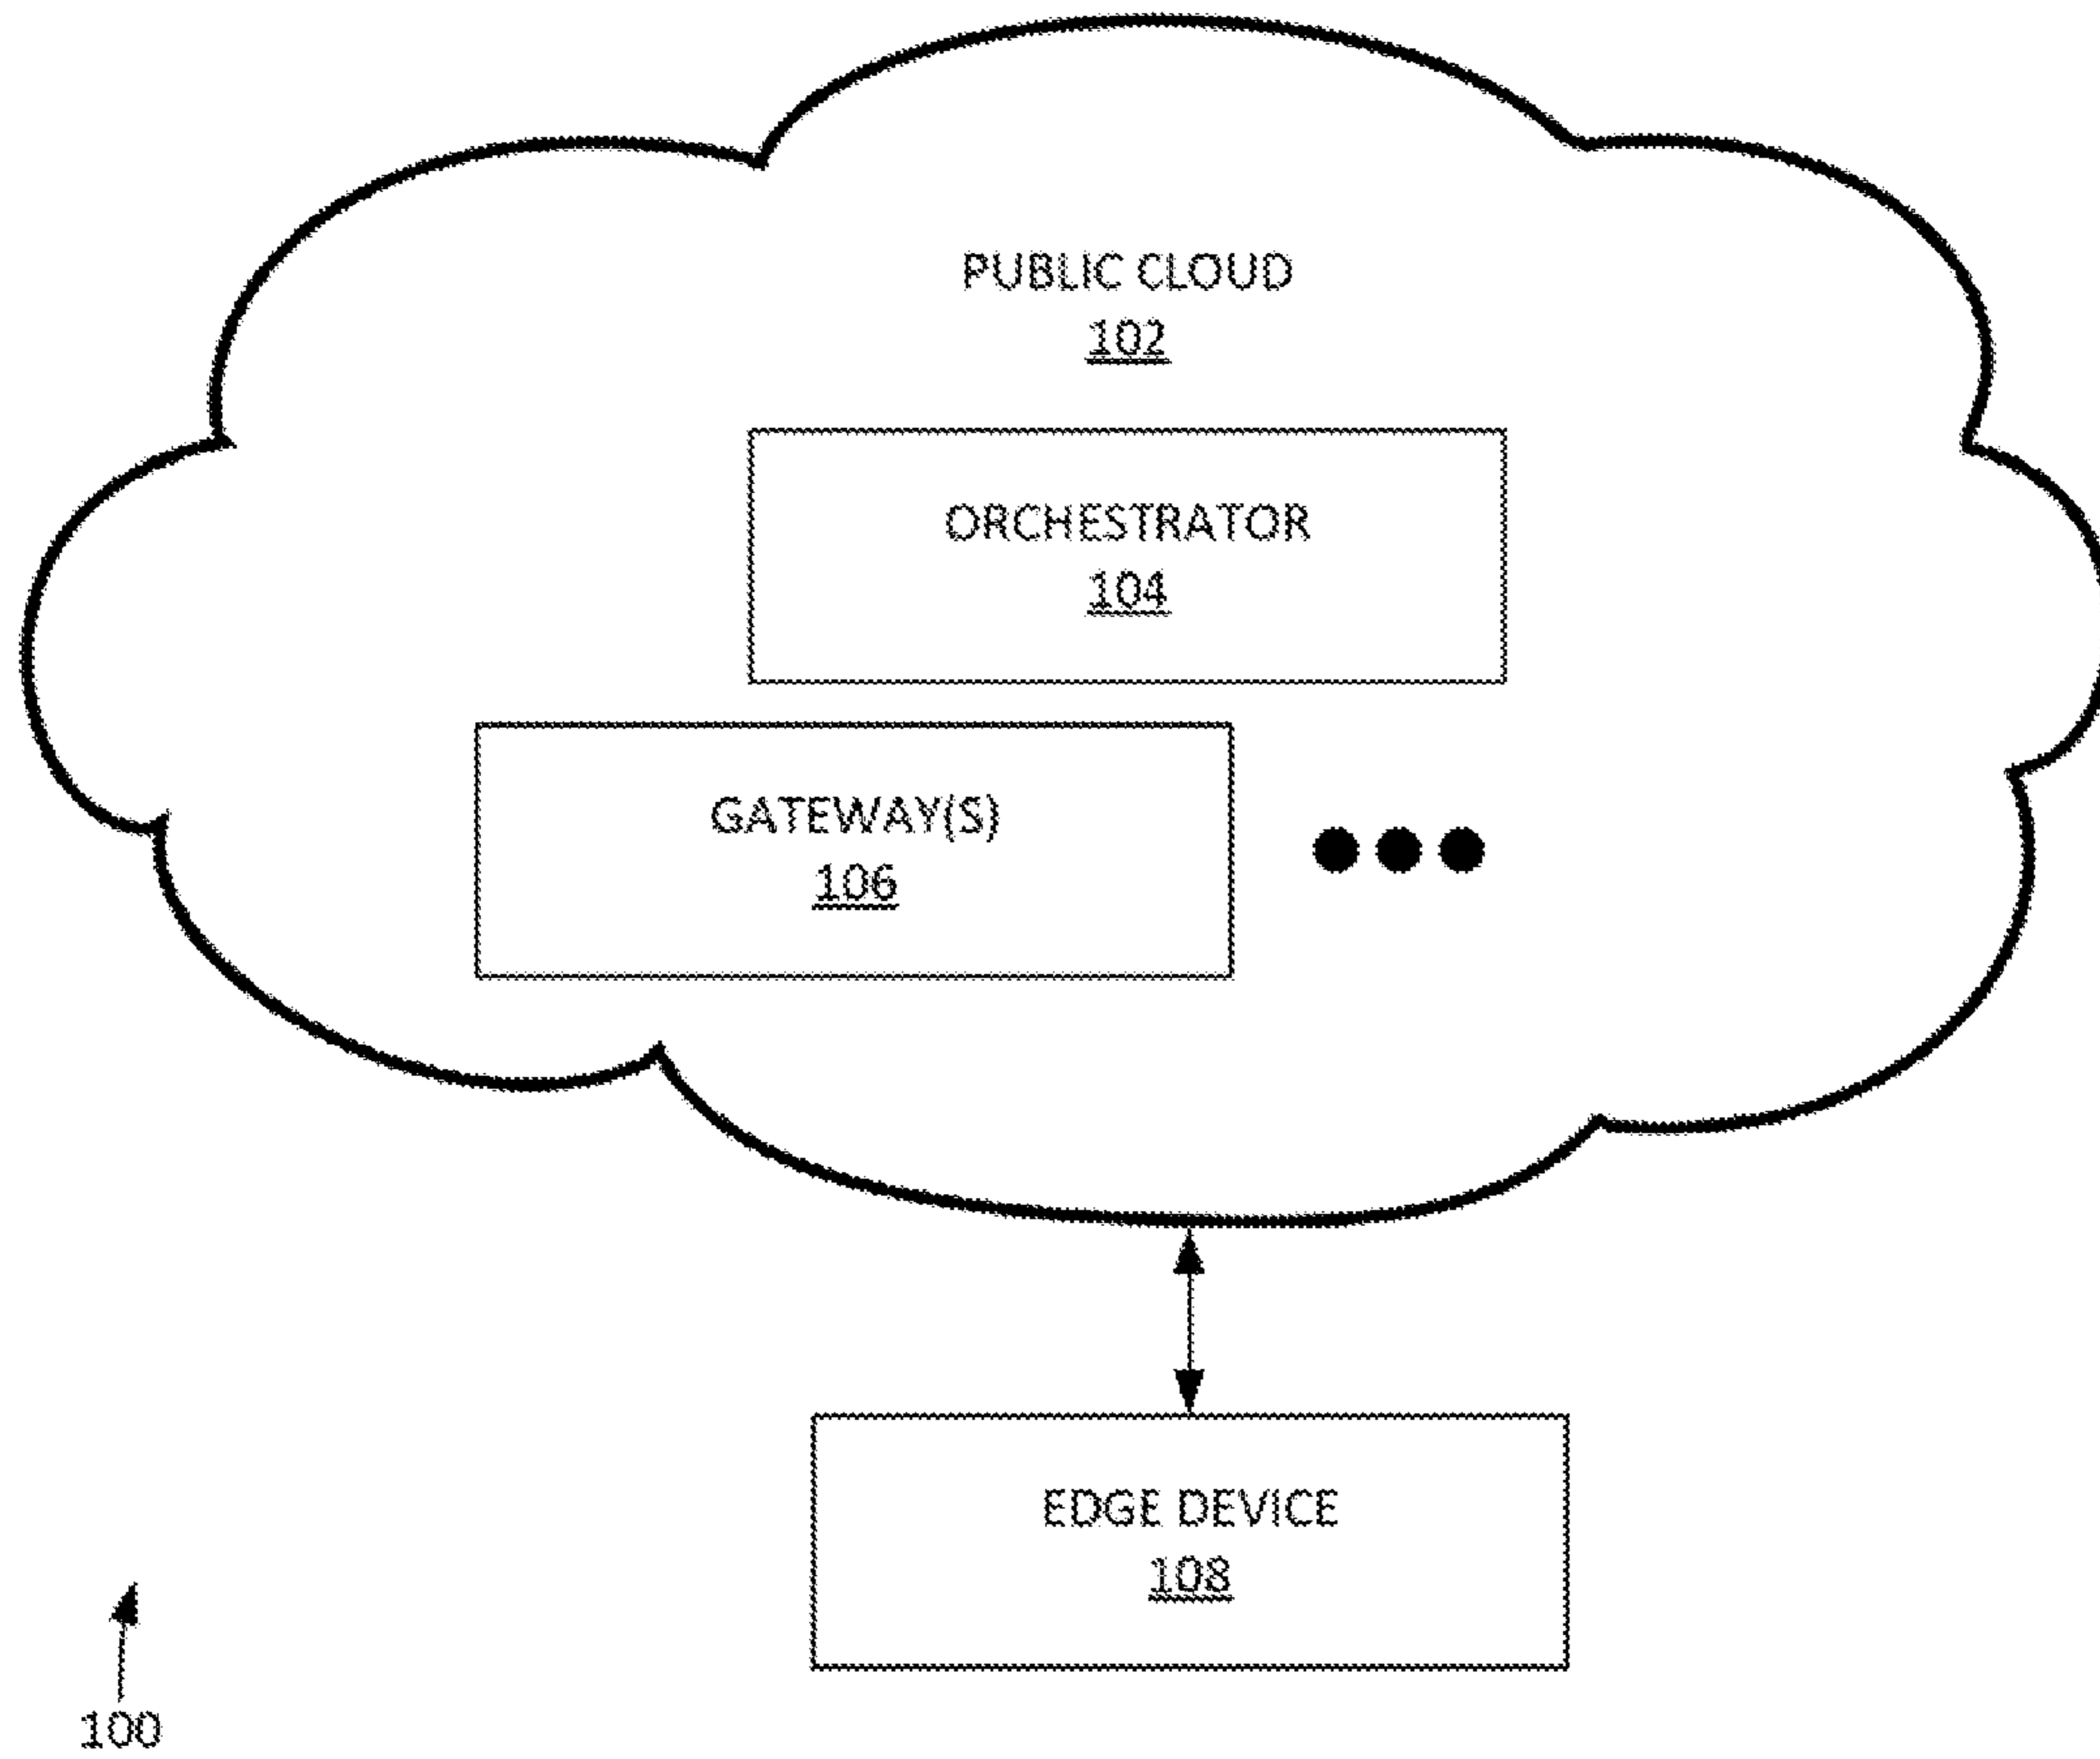 PUBLIC CLOUD
102
ORCHESTRATOR
104
GATEWAY(S)
106
EDGE DEVICE
108
100